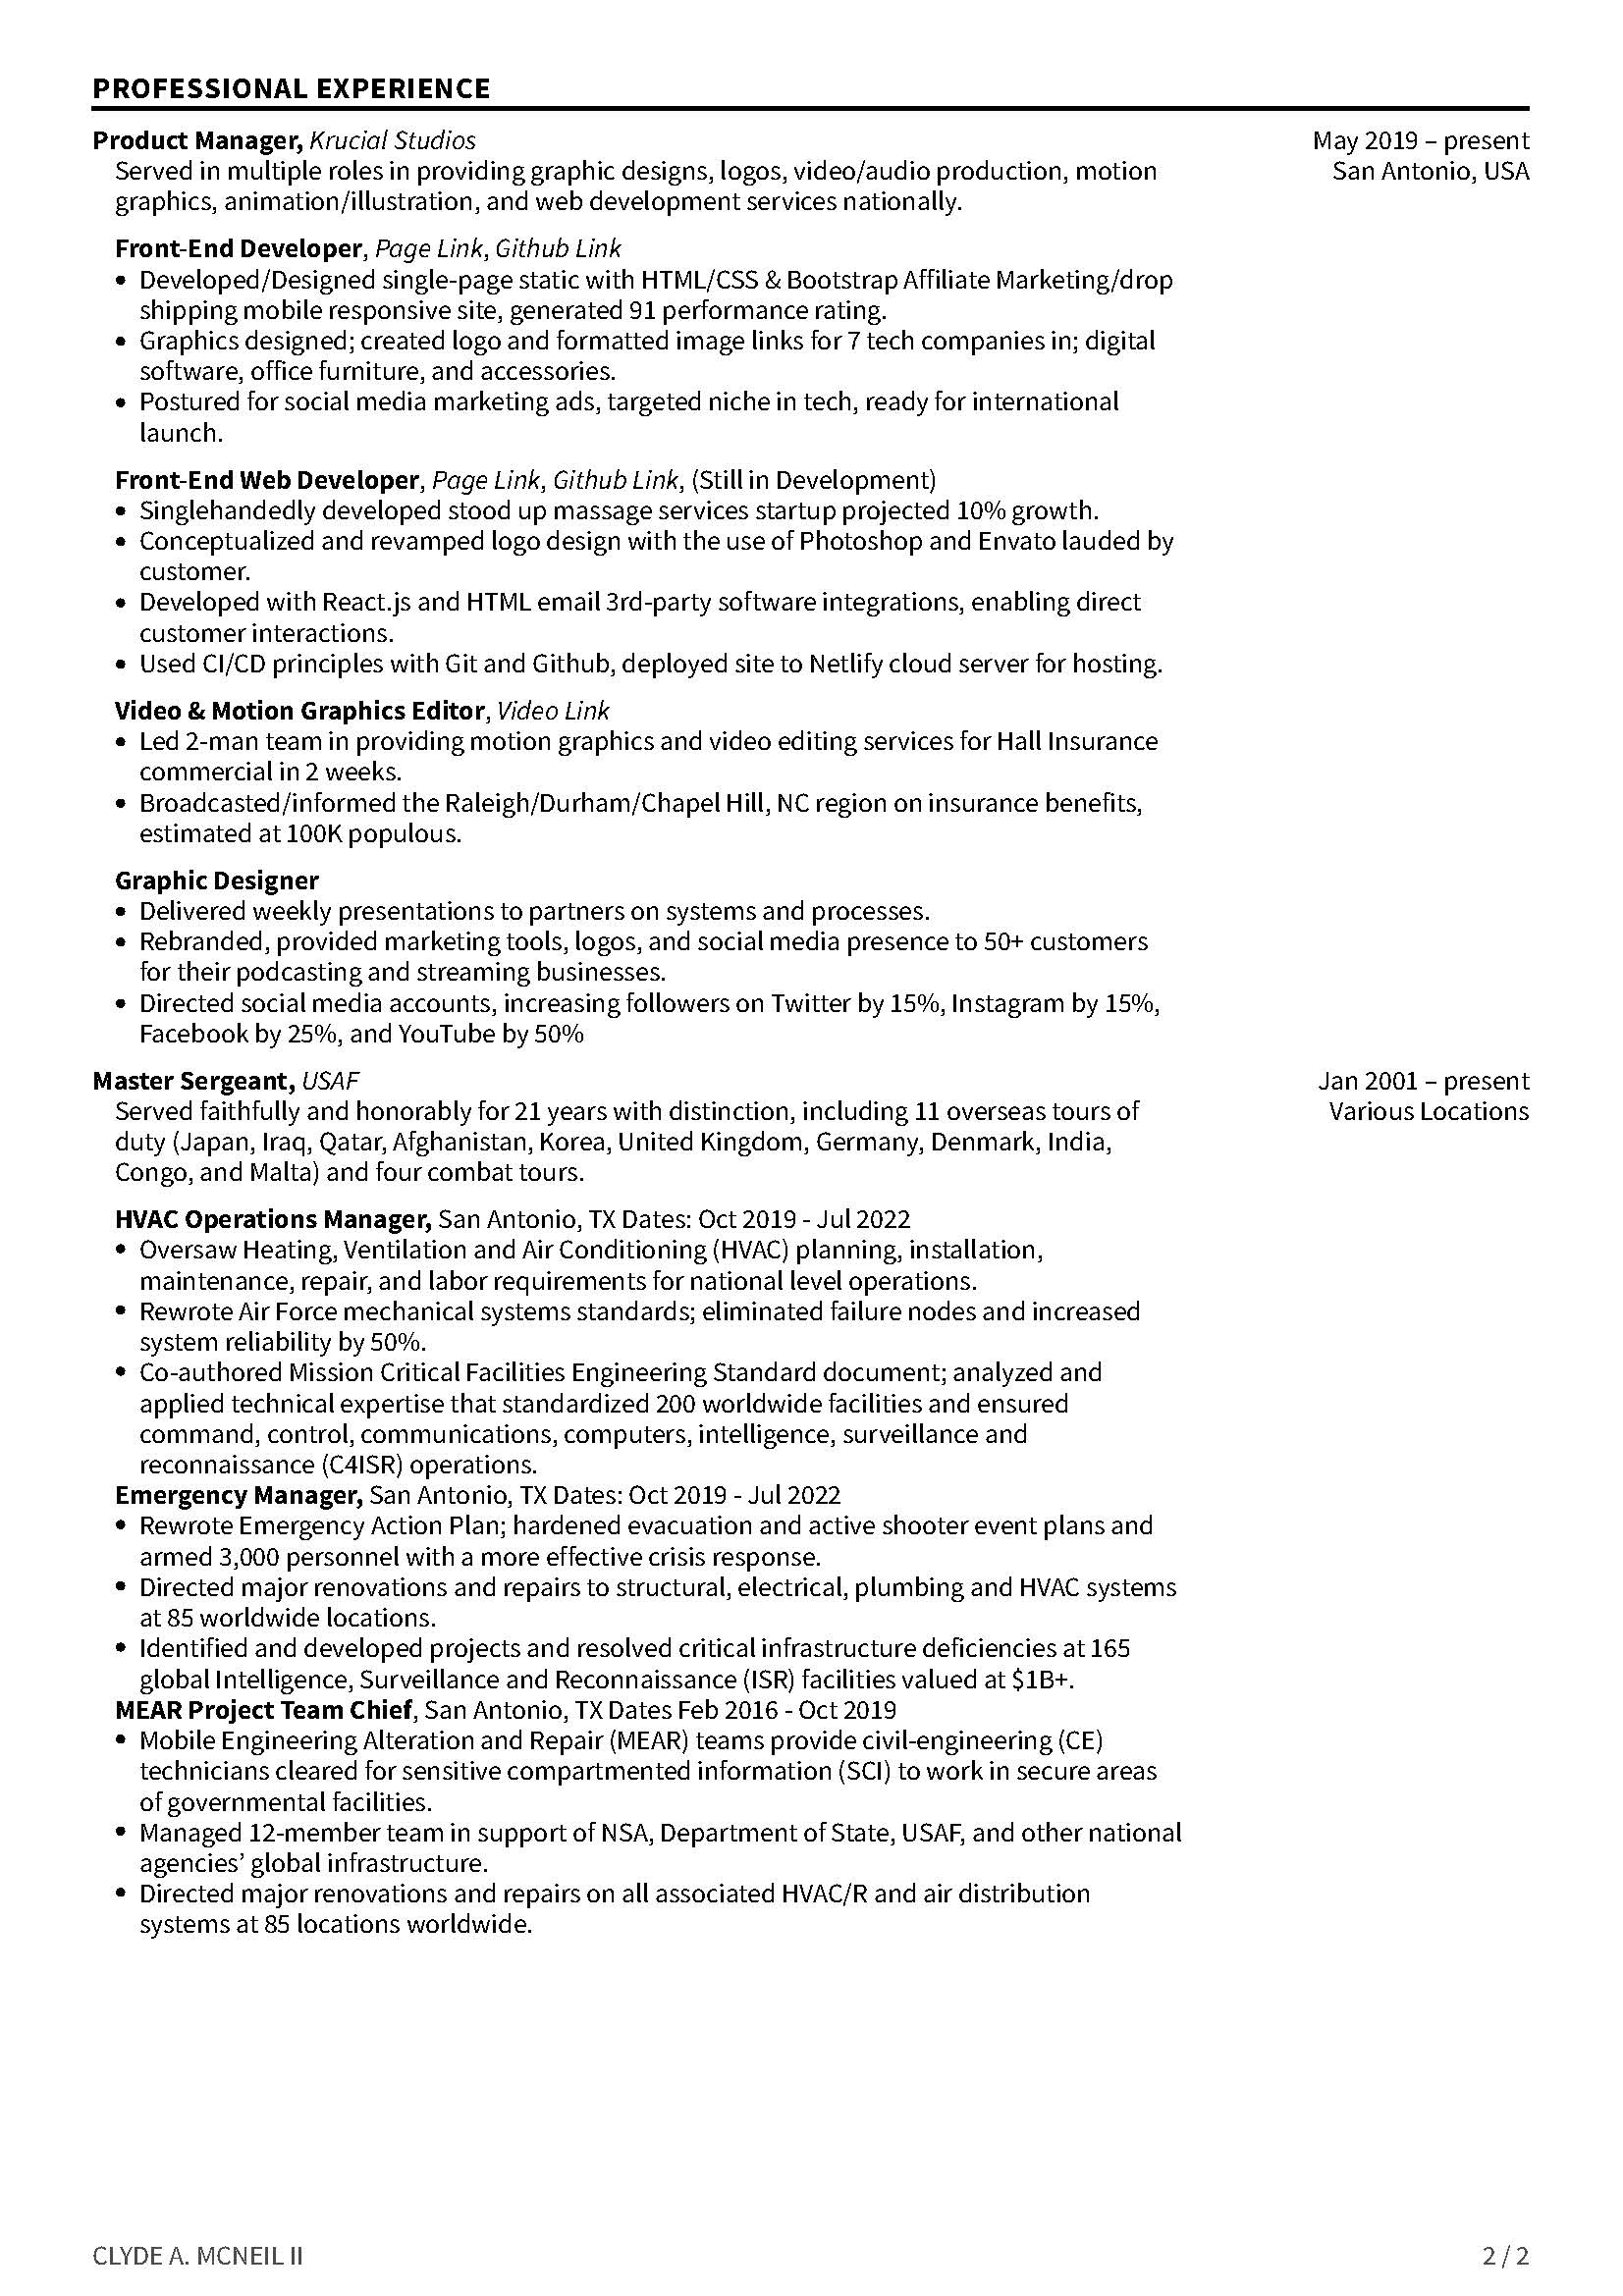 PROFESSIONAL EXPERIENCE
Product Manager, Krucial Studios
May 2019 – present
Served in multiple roles in providing graphic designs, logos, video/audio production, motion
San Antonio, USA
graphics, animation/illustration, and web development services nationally.
Front-End Developer, Page Link, Github Link
• Developed/Designed single-page static with HTML/CSS & Bootstrap Affiliate Marketing/drop
shipping mobile responsive site, generated 91 performance rating.
• Graphics designed; created logo and formatted image links for 7 tech companies in; digital
software, office furniture, and accessories.
• Postured for social media marketing ads, targeted niche in tech, ready for international
launch.
Front-End Web Developer, Page Link, Github Link, (Still in Development)
• Singlehandedly developed stood up massage services startup projected 10% growth.
• Conceptualized and revamped logo design with the use of Photoshop and Envato lauded by
customer.
• Developed with React.js and HTML email 3rd-party software integrations, enabling direct
customer interactions.
• Used CI/CD principles with Git and Github, deployed site to Netlify cloud server for hosting.
Video & Motion Graphics Editor, Video Link
• Led 2-man team in providing motion graphics and video editing services for Hall Insurance
commercial in 2 weeks.
• Broadcasted/informed the Raleigh/Durham/Chapel Hill, NC region on insurance benefits,
estimated at 100K populous.
Graphic Designer
• Delivered weekly presentations to partners on systems and processes.
• Rebranded, provided marketing tools, logos, and social media presence to 50+ customers
for their podcasting and streaming businesses.
• Directed social media accounts, increasing followers on Twitter by 15%, Instagram by 15%,
Facebook by 25%, and YouTube by 50%
Master Sergeant, USAF
Jan 2001 – present
Served faithfully and honorably for 21 years with distinction, including 11 overseas tours of
Various Locations
duty (Japan, Iraq, Qatar, Afghanistan, Korea, United Kingdom, Germany, Denmark, India,
Congo, and Malta) and four combat tours.
HVAC Operations Manager, San Antonio, TX Dates: Oct 2019 - Jul 2022
• Oversaw Heating, Ventilation and Air Conditioning (HVAC) planning, installation,
maintenance, repair, and labor requirements for national level operations.
• Rewrote Air Force mechanical systems standards; eliminated failure nodes and increased
system reliability by 50%.
• Co-authored Mission Critical Facilities Engineering Standard document; analyzed and
applied technical expertise that standardized 200 worldwide facilities and ensured
command, control, communications, computers, intelligence, surveillance and
reconnaissance (C4ISR) operations.
Emergency Manager, San Antonio, TX Dates: Oct 2019 - Jul 2022
• Rewrote Emergency Action Plan; hardened evacuation and active shooter event plans and
armed 3,000 personnel with a more effective crisis response.
• Directed major renovations and repairs to structural, electrical, plumbing and HVAC systems
at 85 worldwide locations.
• Identified and developed projects and resolved critical infrastructure deficiencies at 165
global Intelligence, Surveillance and Reconnaissance (ISR) facilities valued at $1B+.
MEAR Project Team Chief, San Antonio, TX Dates Feb 2016 - Oct 2019
• Mobile Engineering Alteration and Repair (MEAR) teams provide civil-engineering (CE)
technicians cleared for sensitive compartmented information (SCI) to work in secure areas
of governmental facilities.
• Managed 12-member team in support of NSA, Department of State, USAF, and other national
agencies’ global infrastructure.
• Directed major renovations and repairs on all associated HVAC/R and air distribution
systems at 85 locations worldwide.
CLYDE A. MCNEIL II
2 / 2